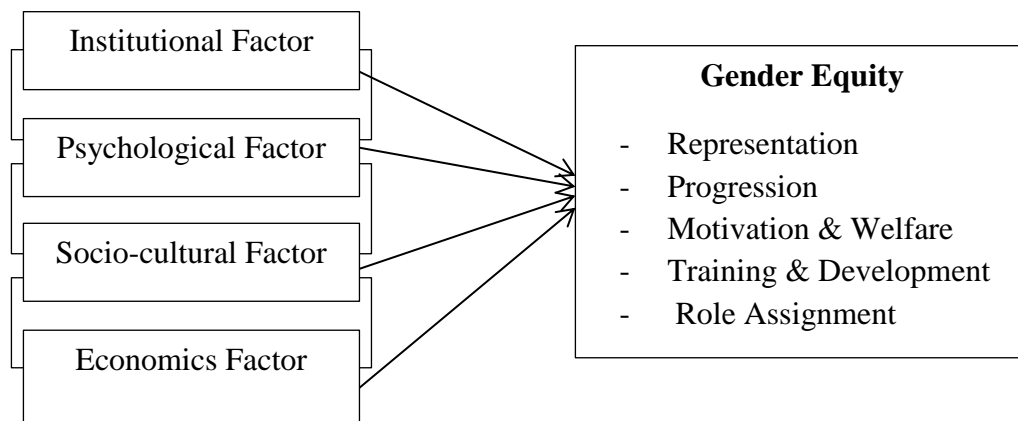 Institutional Factor
Psychological Factor
Socio-cultural Factor
Economics Factor
Gender Equity
- Representation
- Progression
- Motivation & Welfare
- Training & Development
- Role Assignment